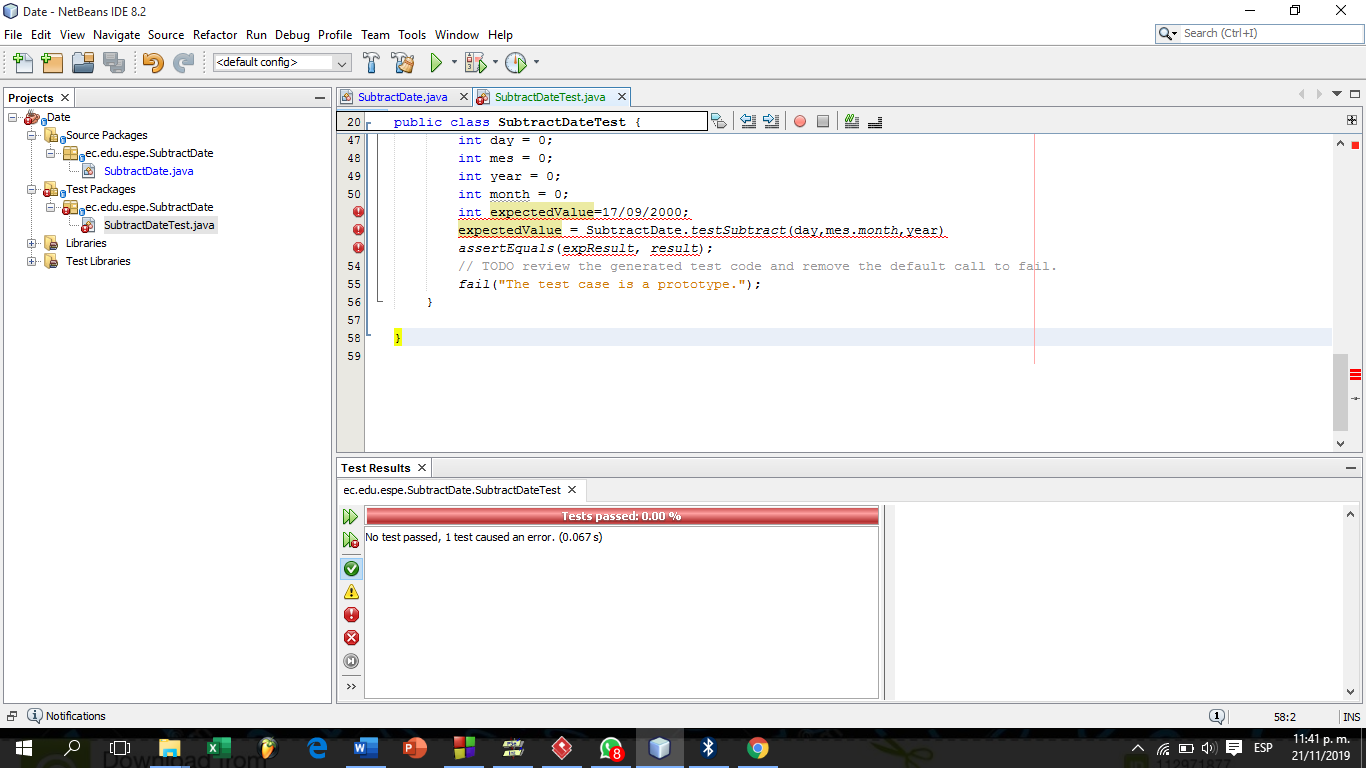 Date - NetBeans IDE 8.2
File Edit View Navigate Source Refactor Run Debug Profile Team Tools Window Help
Search (Ctrl+I)
<default config>
Projects
SubtractDate.java
SubtractDateTest.java
Date
Source Packages
ec.edu.espe.SubtractDate
SubtractDate.java
Test Packages
ec.edu.espe.SubtractDate
SubtractDateTest.java
Libraries
Test Libraries
20 public class SubtractDateTest {
47 int day = 0;
48 int mes = 0;
49 int year = 0;
50 int month = 0;
int expectedValue=17/09/2000;
expectedValue = SubtractDate.testSubtract(day,mes.month,year)
assertEquals(expResult, result);
54 // TODO review the generated test code and remove the default call to fail.
55 fail("The test case is a prototype.");
56 }
57
58 }
59
Test Results
ec.edu.espe.SubtractDate.SubtractDateTest
Tests passed: 0.00 %
No test passed, 1 test caused an error. (0.067 s)
Notifications
1
58:2
INS
8
ESP
11:41 p. m.
21/11/2019
Download from
112971877